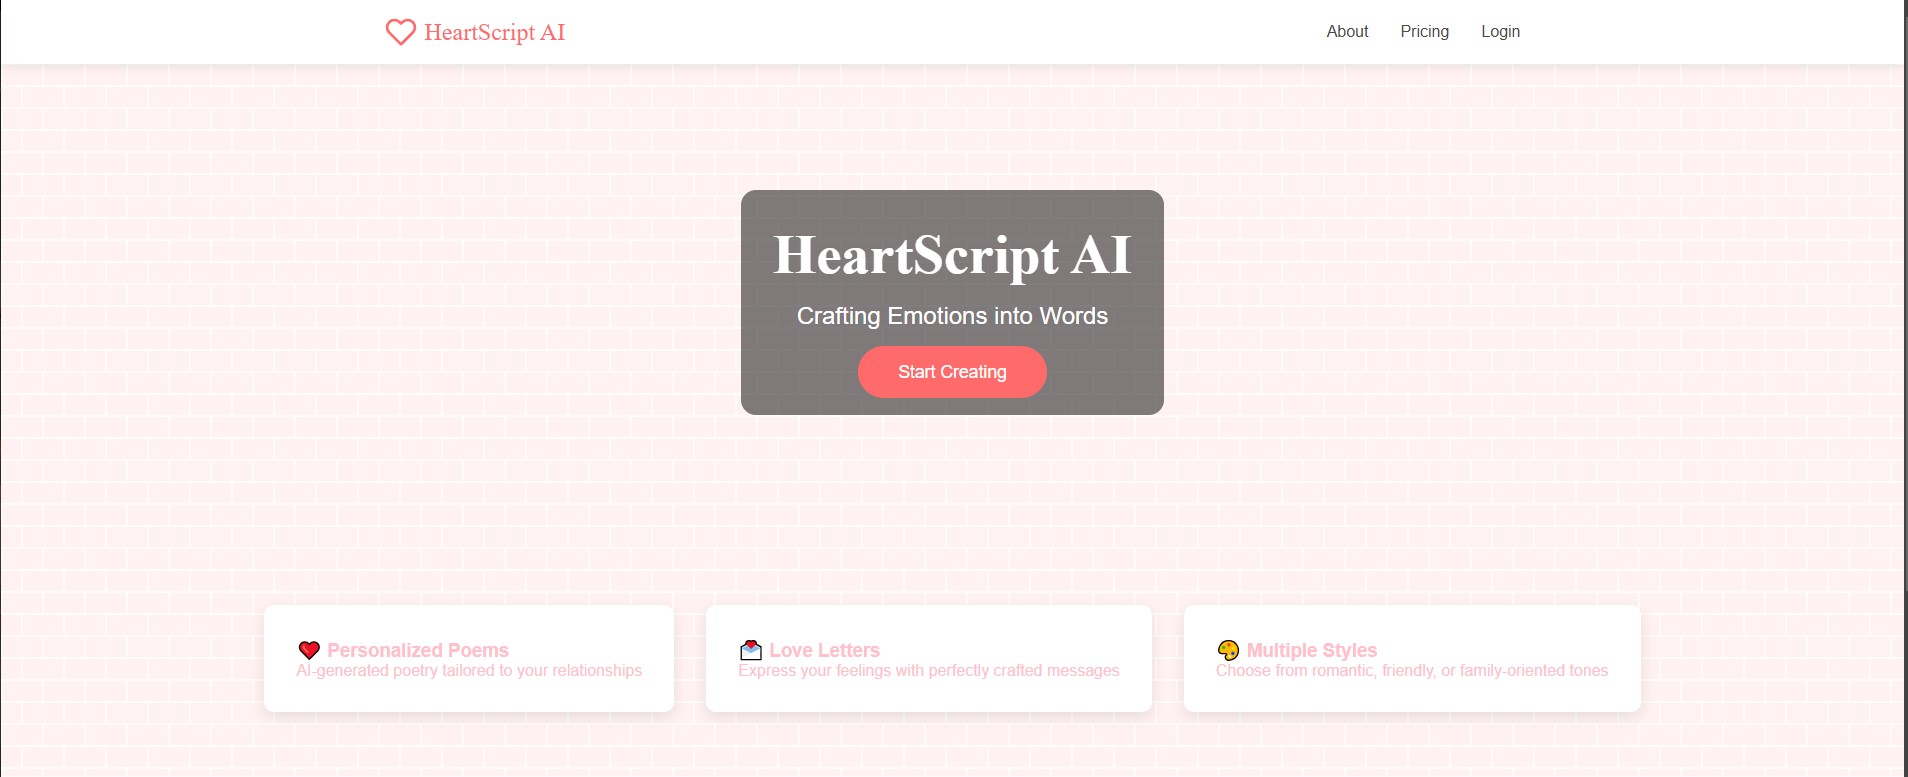 HeartScript AI
About
Pricing
Login
HeartScript AI
Crafting Emotions into Words
Start Creating
Personalized Poems
AI-generated poetry tailored to your relationships
Love Letters
Express your feelings with perfectly crafted messages
Multiple Styles
Choose from romantic, friendly, or family-oriented tones